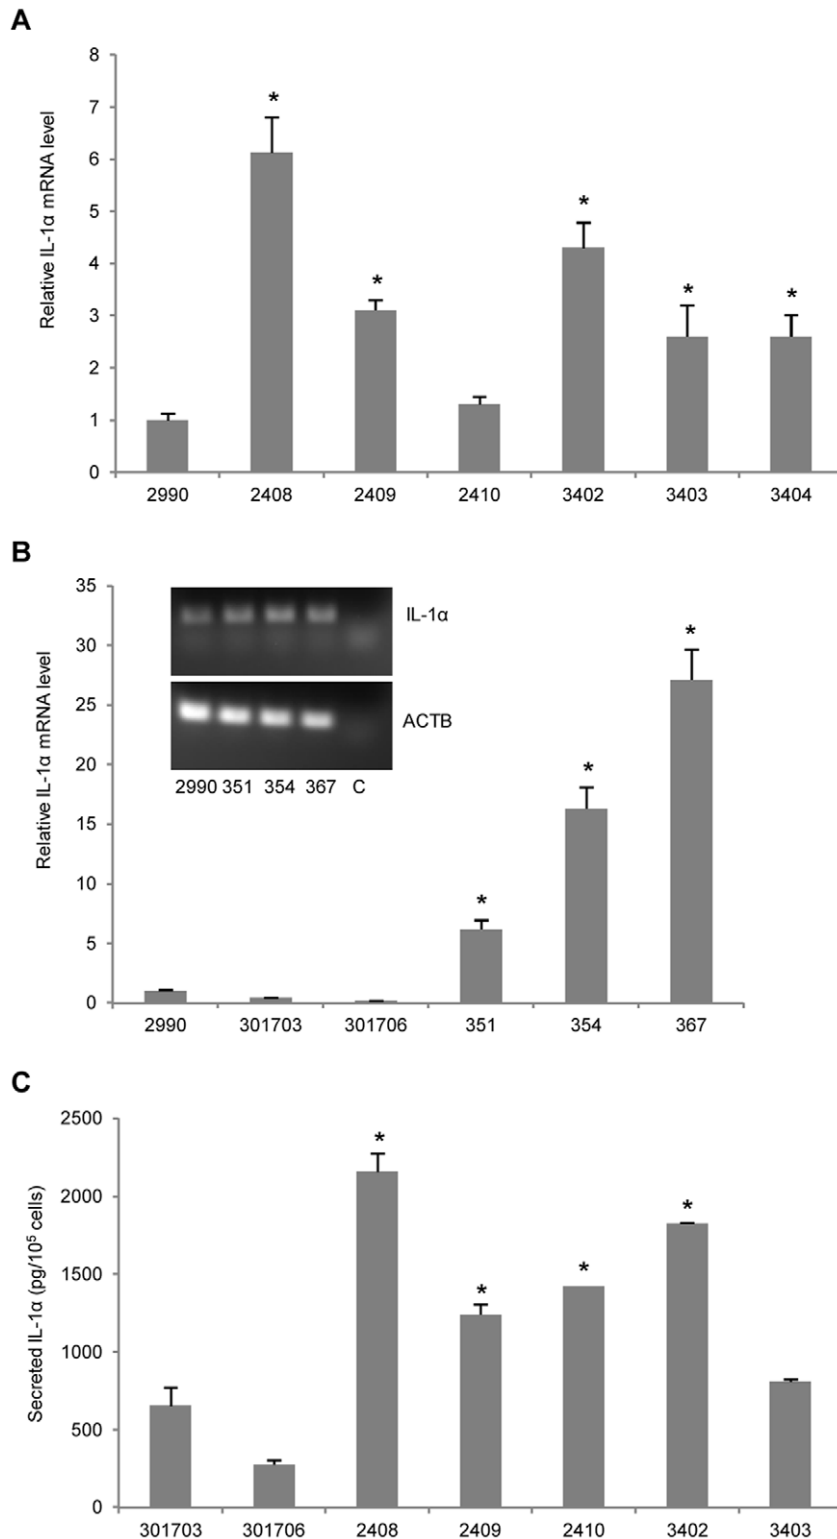 A
Relative IL-1α mRNA level
8
7
6
5
4
3
2
1
0
*
*
*
*
*
2990 2408 2409 2410 3402 3403 3404
B
Relative IL-1α mRNA level
35
30
25
20
15
10
5
0
IL-1α
ACTB
2990 351 354 367 C
*
*
*
2990 301703 301706 351 354 367
C
Secreted IL-1α (pg/10⁵ cells)
2500
2000
1500
1000
500
0
*
*
*
*
301703 301706 2408 2409 2410 3402 3403